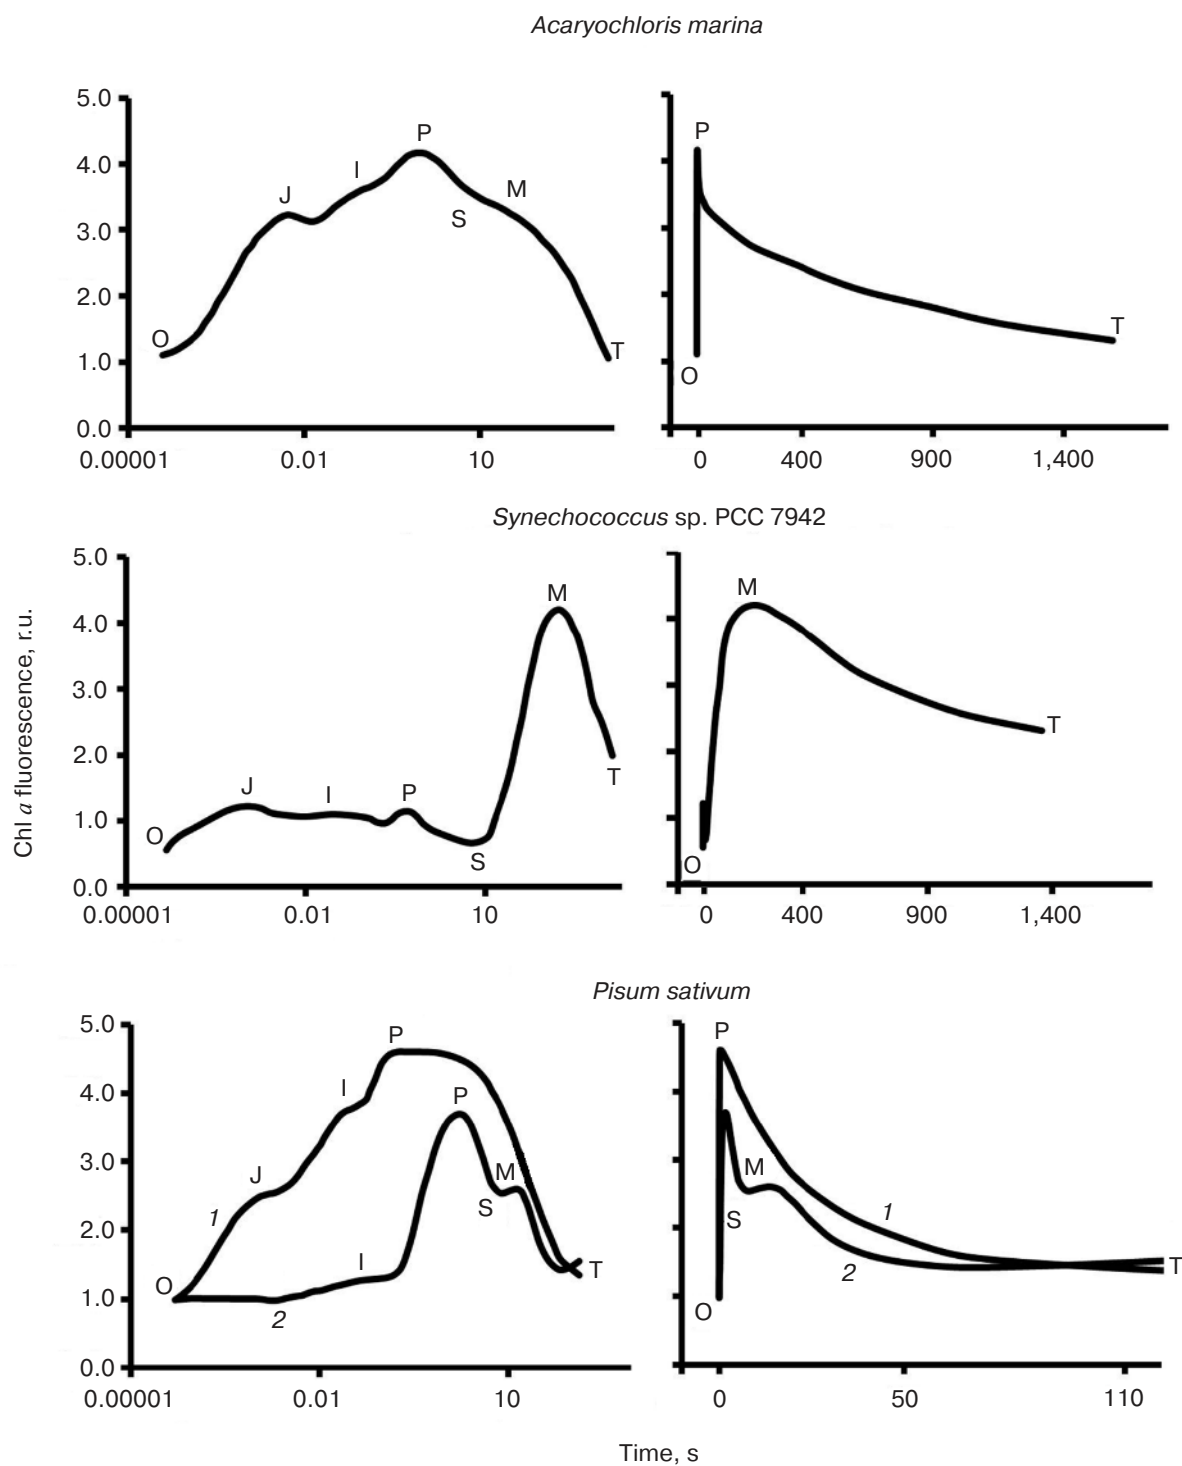 Acaryochloris marina
5.0
4.0
3.0
2.0
1.0
0.0
O
J
I
P
S
M
T
0.00001
0.01
10
P
O
T
0
400
900
1,400
Synechococcus sp. PCC 7942
Chl a fluorescence, r.u.
5.0
4.0
3.0
2.0
1.0
0.0
O
J
I
P
S
M
T
0.00001
0.01
10
M
O
T
0
400
900
1,400
Pisum sativum
5.0
4.0
3.0
2.0
1.0
0.0
O
1
J
I
P
2
I
P
S
M
T
0.00001
0.01
10
P
M
S
O
1
2
T
0
50
110
Time, s